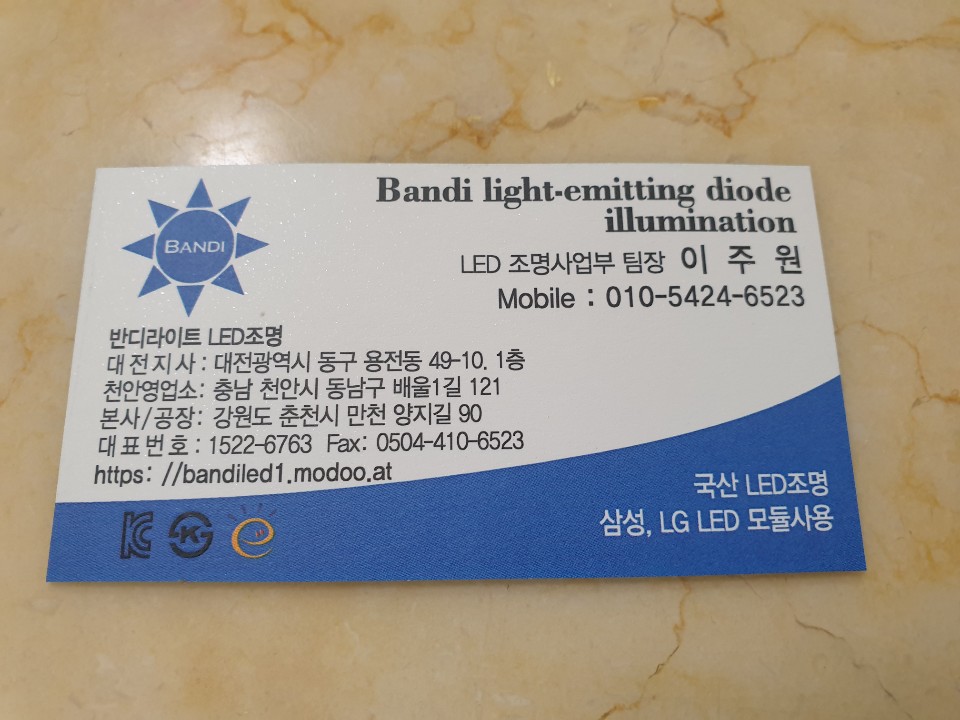 BANDI
Bandi light-emitting diode
illumination
LED 조명사업부 팀장 이 주 원
Mobile : 010-5424-6523
반디라이트 LED조명
대전지사 : 대전광역시 동구 용전동 49-10. 1층
천안영업소: 충남 천안시 동남구 배울1길 121
본사/공장: 강원도 춘천시 만천 양지길 90
대표번호 : 1522-6763 Fax: 0504-410-6523
https: //bandiled1.modoo.at
국산 LED조명
삼성, LG LED 모듈사용